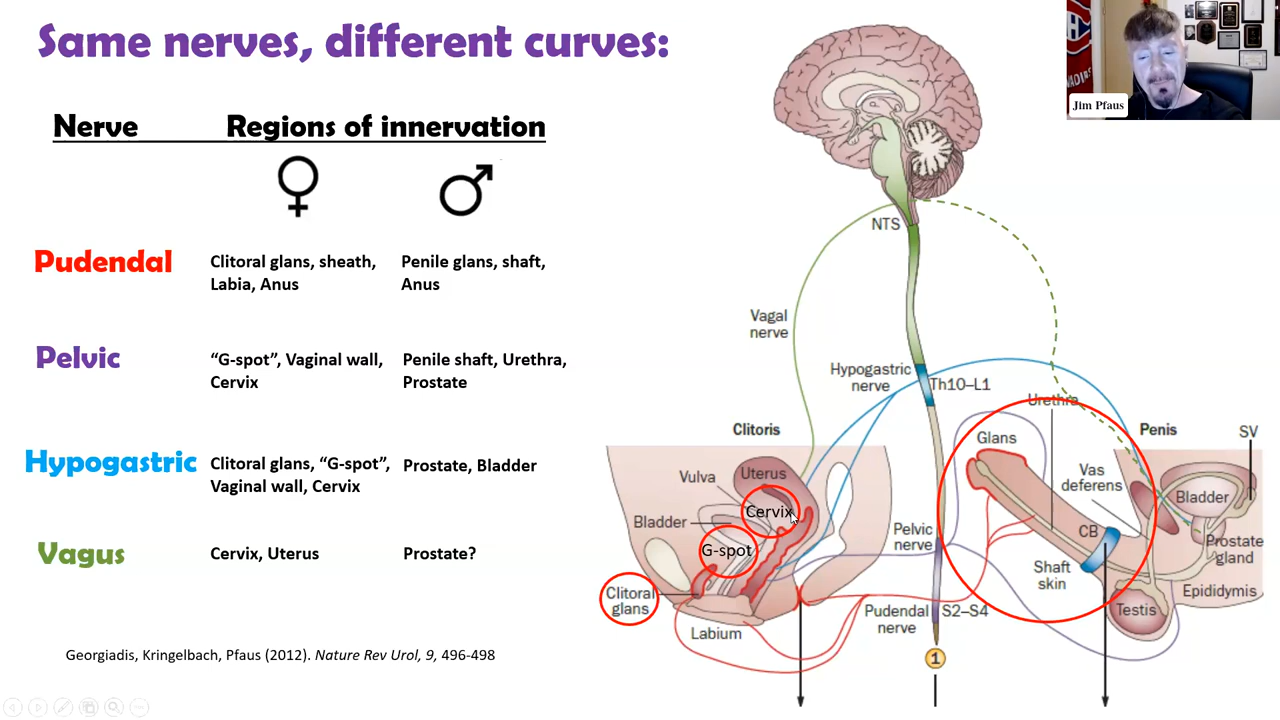 Same nerves, different curves:
Jim Pfaus
Nerve Regions of innervation
Pudendal
Clitoral glans, sheath,
Labia, Anus
Penile glans, shaft,
Anus
Pelvic
“G-spot”, Vaginal wall,
Cervix
Penile shaft, Urethra,
Prostate
Hypogastric
Clitoral glans, “G-spot”,
Vaginal wall, Cervix
Prostate, Bladder
Vagus
Cervix, Uterus
Prostate?
Georgiadis, Kringelbach, Pfaus (2012). Nature Rev Urol, 9, 496-498
NTS
Vagal
nerve
Hypogastric
nerve
Th10–L1
Clitoris
Vulva
Uterus
Cervix
Bladder
G-spot
Clitoral
glans
Labium
Pelvic
nerve
Pudendal
nerve
S2–S4
1
Urethra
Glans
Penis
SV
Vas
deferens
Bladder
CB
Prostate
gland
Shaft
skin
Epididymis
Testis